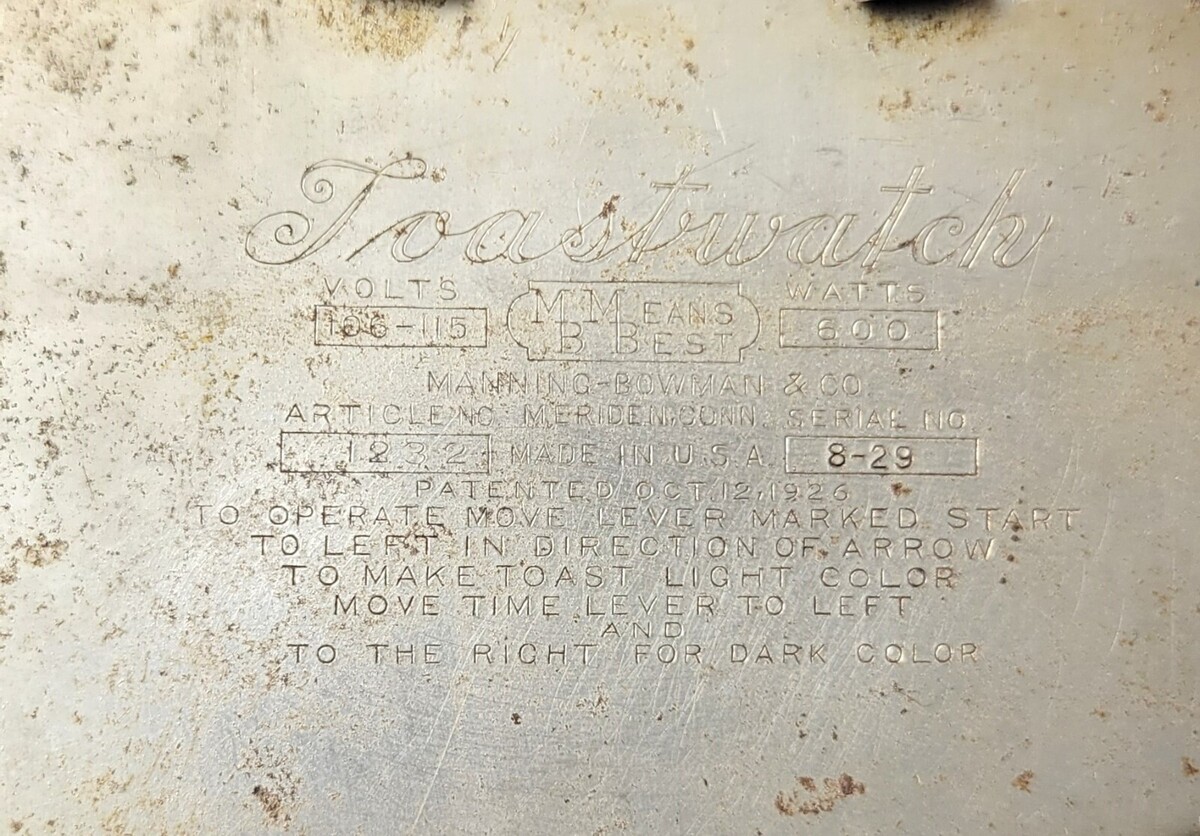 Toastwatch
VOLTS WATTS
106-115 M MEANS 600
B BEST
MANNING-BOWMAN & CO.
ARTICLE NO. MERIDEN, CONN. SERIAL NO.
1232 MADE IN U.S.A. 8-29
PATENTED OCT. 12, 1926
TO OPERATE MOVE LEVER MARKED START
TO LEFT IN DIRECTION OF ARROW
TO MAKE TOAST LIGHT COLOR
MOVE TIME LEVER TO LEFT
AND
TO THE RIGHT FOR DARK COLOR